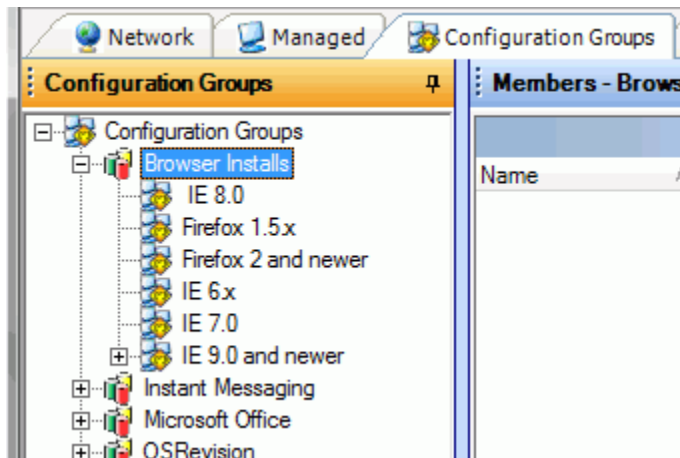 Network Managed Configuration Groups
Configuration Groups
Members - Brows
Name
Configuration Groups
Browser Installs
IE 8.0
Firefox 1.5.x
Firefox 2 and newer
IE 6.x
IE 7.0
IE 9.0 and newer
Instant Messaging
Microsoft Office
OSRevision